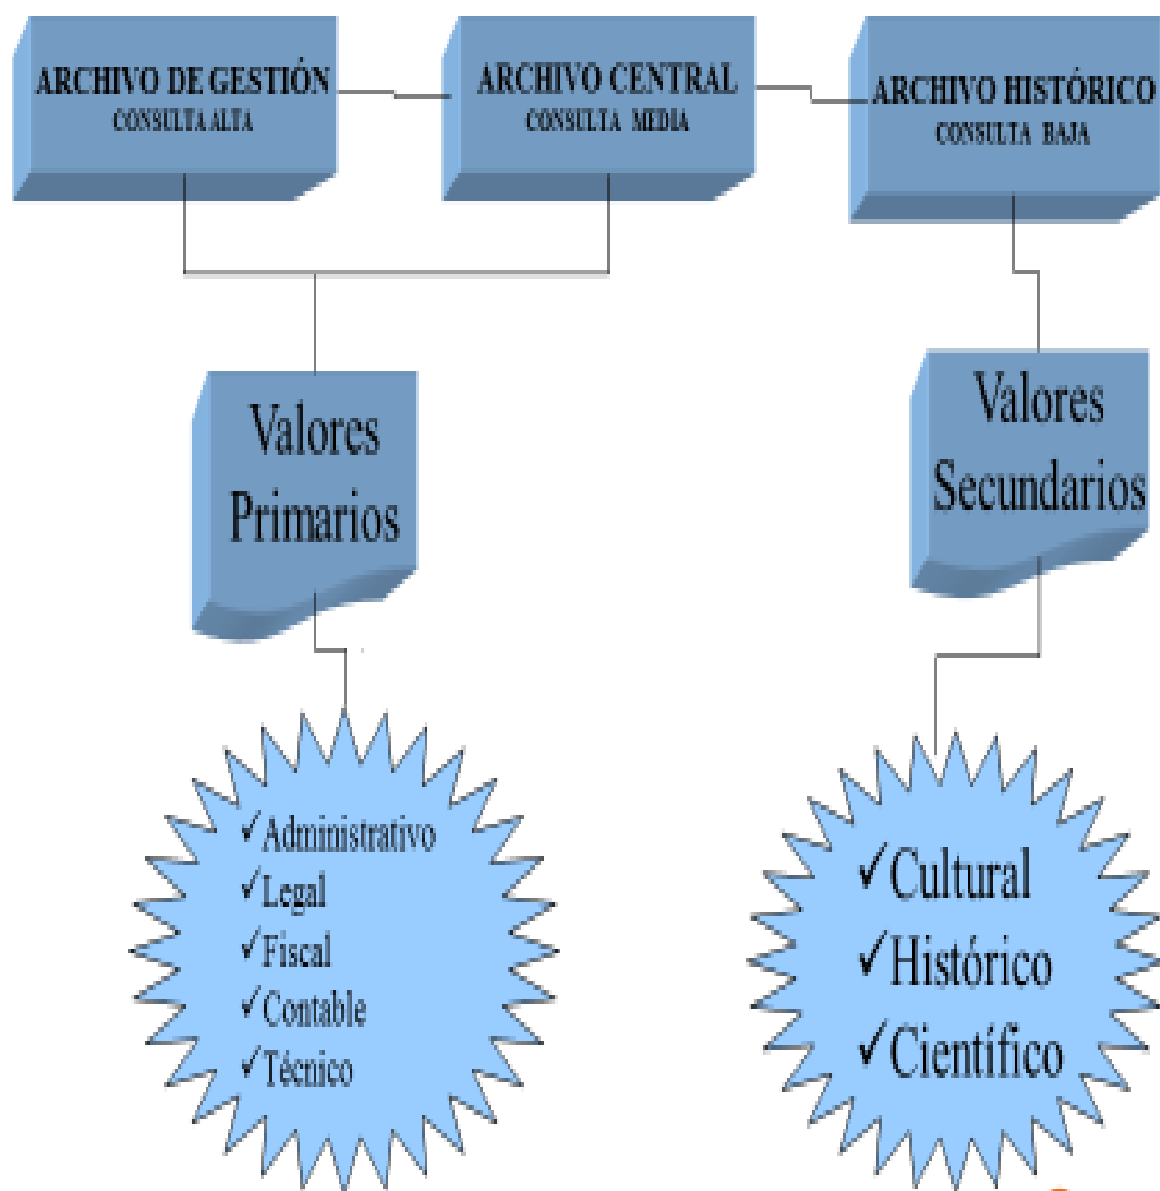 ARCHIVO DE GESTIÓN
CONSULTA ALTA
ARCHIVO CENTRAL
CONSULTA MEDIA
ARCHIVO HISTÓRICO
CONSULTA BAJA
Valores
Primarios
Valores
Secundarios
✓Administrativo
✓Legal
✓Fiscal
✓Contable
✓Técnico
✓Cultural
✓Histórico
✓Científico